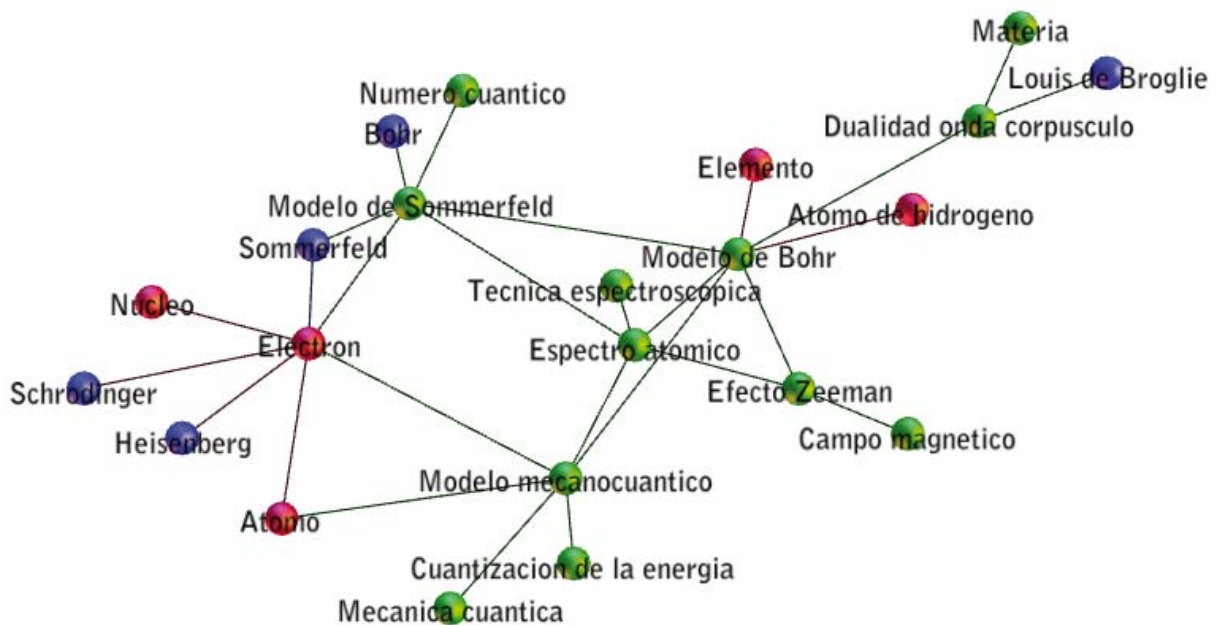 Materia
Louis de Broglie
Numero cuantico
Dualidad onda corpusculo
Bohr
Elemento
Modelo de Sommerfeld
Atomo de hidrogeno
Sommerfeld
Modelo de Bohr
Tecnica espectroscopica
Nucleo
Electron
Espectro atomico
Schrodinger
Efecto Zeeman
Heisenberg
Campo magnetico
Modelo mecanocuantico
Atomo
Cuantizacion de la energia
Mecanica cuantica